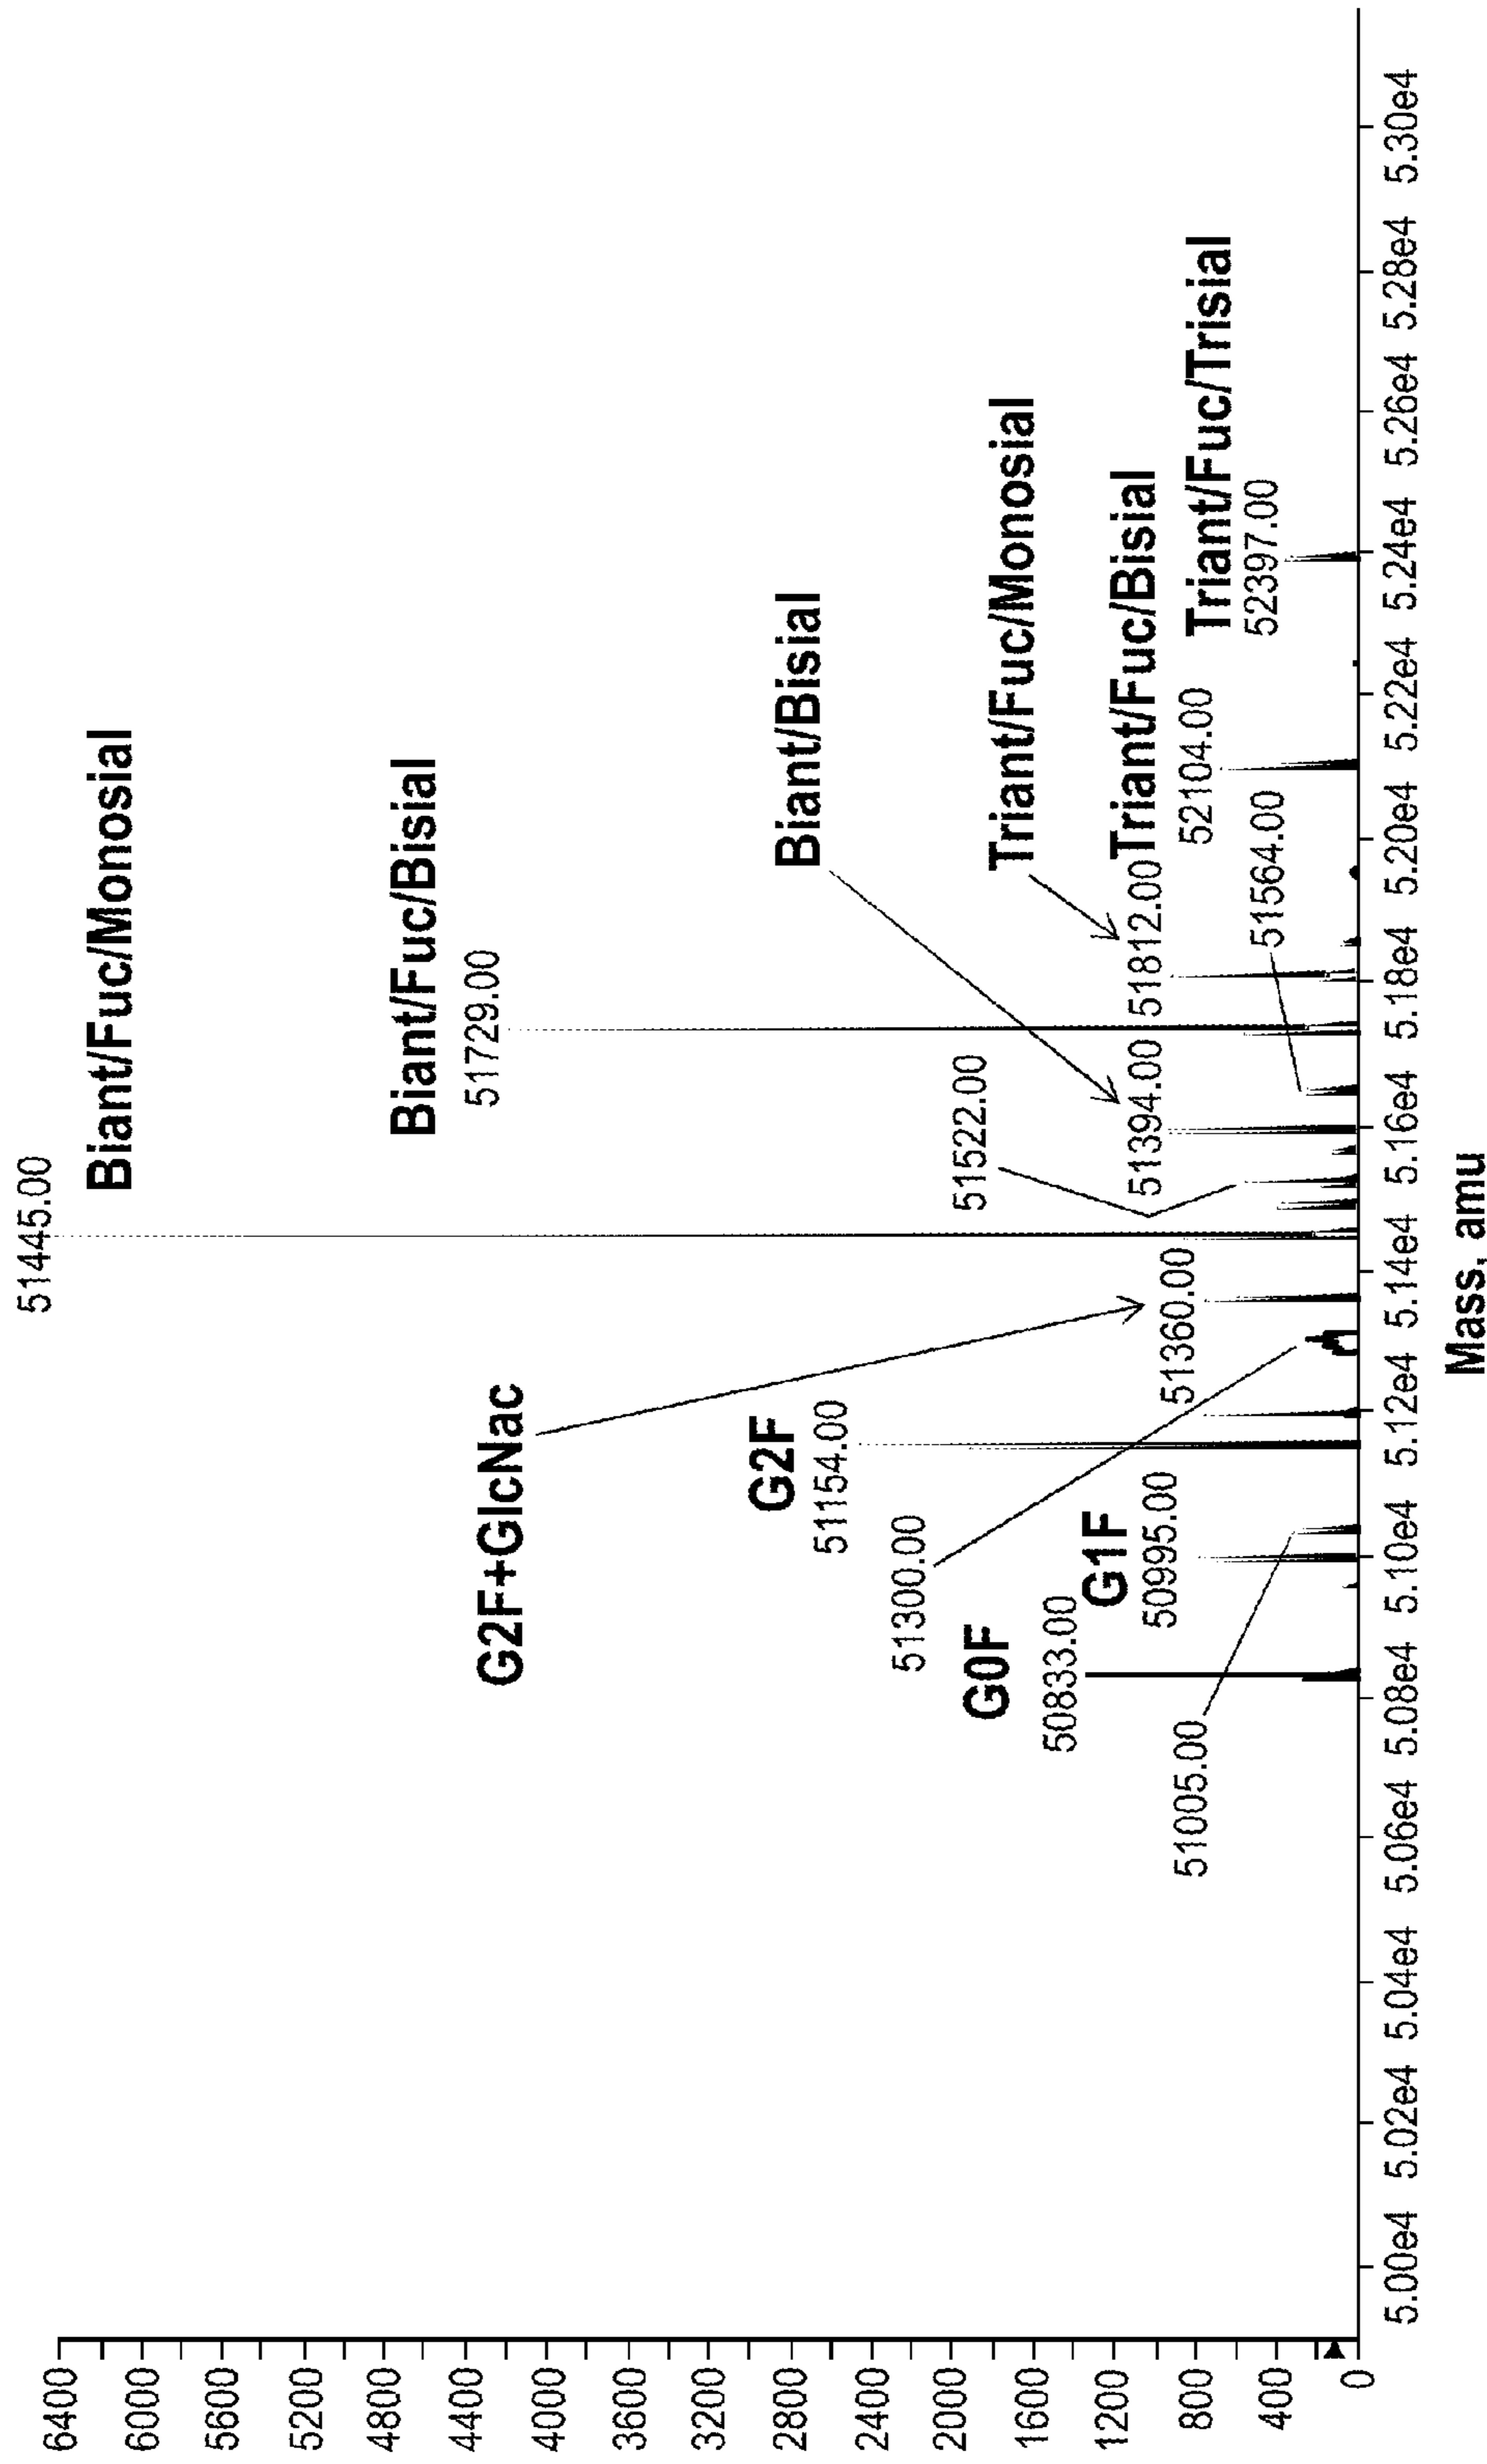 51445.00
Biant/Fuc/Monosial
Biant/Fuc/Bisial
51729.00
G2F+GlcNac
G2F
51154.00
Biant/Bisial
51300.00
51522.00
G0F
50833.00
Triant/Fuc/Monosial
G1F
50995.00
51360.00
51394.00
51812.00
Triant/Fuc/Bisial
52104.00
51005.00
Triant/Fuc/Trisial
52397.00
51564.00
6400
6000
5600
5200
4800
4400
4000
3600
3200
2800
2400
2000
1600
1200
800
400
0
5.00e4 5.02e4 5.04e4 5.06e4 5.08e4 5.10e4 5.12e4 5.14e4 5.16e4 5.18e4 5.20e4 5.22e4 5.24e4 5.26e4 5.28e4 5.30e4
Mass, amu